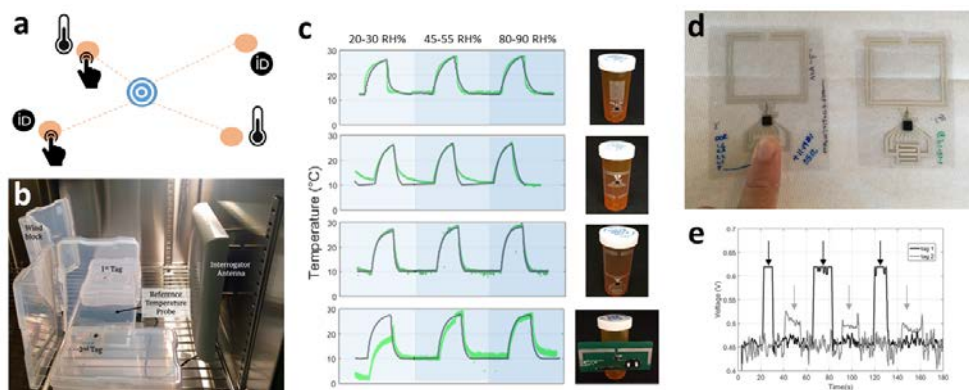 a
iD
iD
b
Wind
block
1st Tag
Reference
Temperature
Probe
2nd Tag
Interrogator
Antenna
c
20-30 RH%
45-55 RH%
80-90 RH%
Temperature (°C)
30
20
10
30
20
10
30
20
10
30
20
10
0
d
e
Voltage (V)
0.7
0.65
0.6
0.55
0.5
0.45
0.4
tag 1
tag 2
0
20
40
60
80
100
120
140
160
180
Time(s)